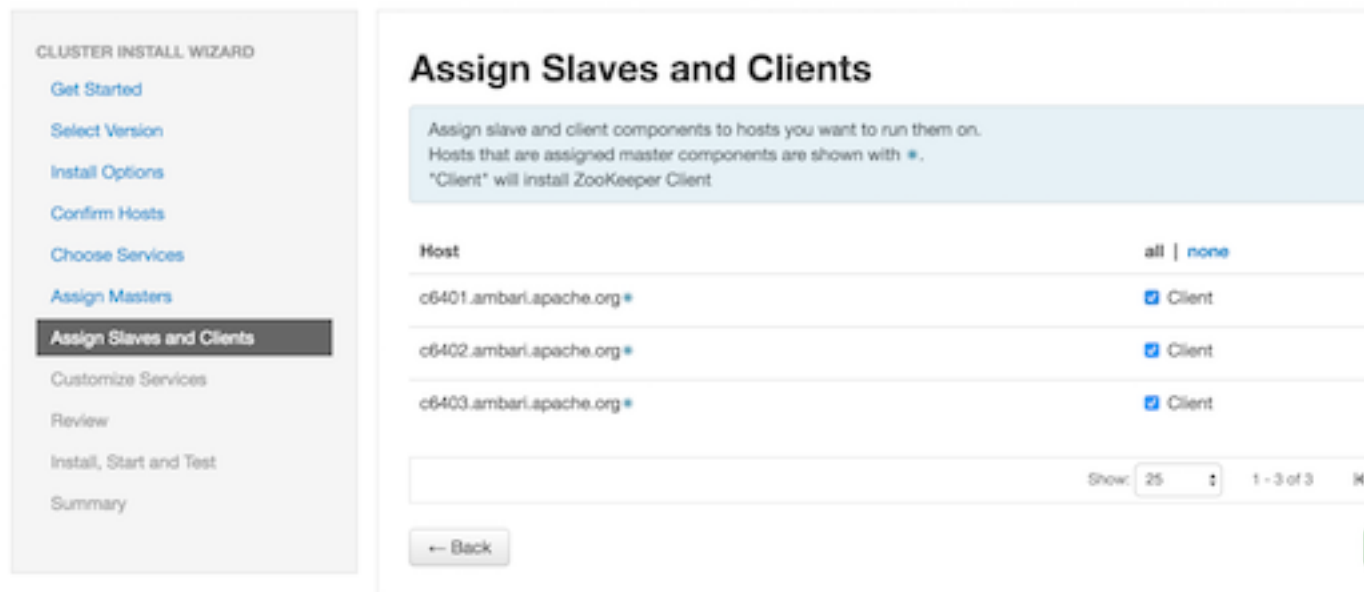 CLUSTER INSTALL WIZARD
Get Started
Select Version
Install Options
Confirm Hosts
Choose Services
Assign Masters
Assign Slaves and Clients
Customize Services
Review
Install, Start and Test
Summary
Assign Slaves and Clients
Assign slave and client components to hosts you want to run them on.
Hosts that are assigned master components are shown with ✵.
"Client" will install ZooKeeper Client
Host all | none
c6401.ambari.apache.org✵ Client
c6402.ambari.apache.org✵ Client
c6403.ambari.apache.org✵ Client
Show: 25 1 - 3 of 3
← Back